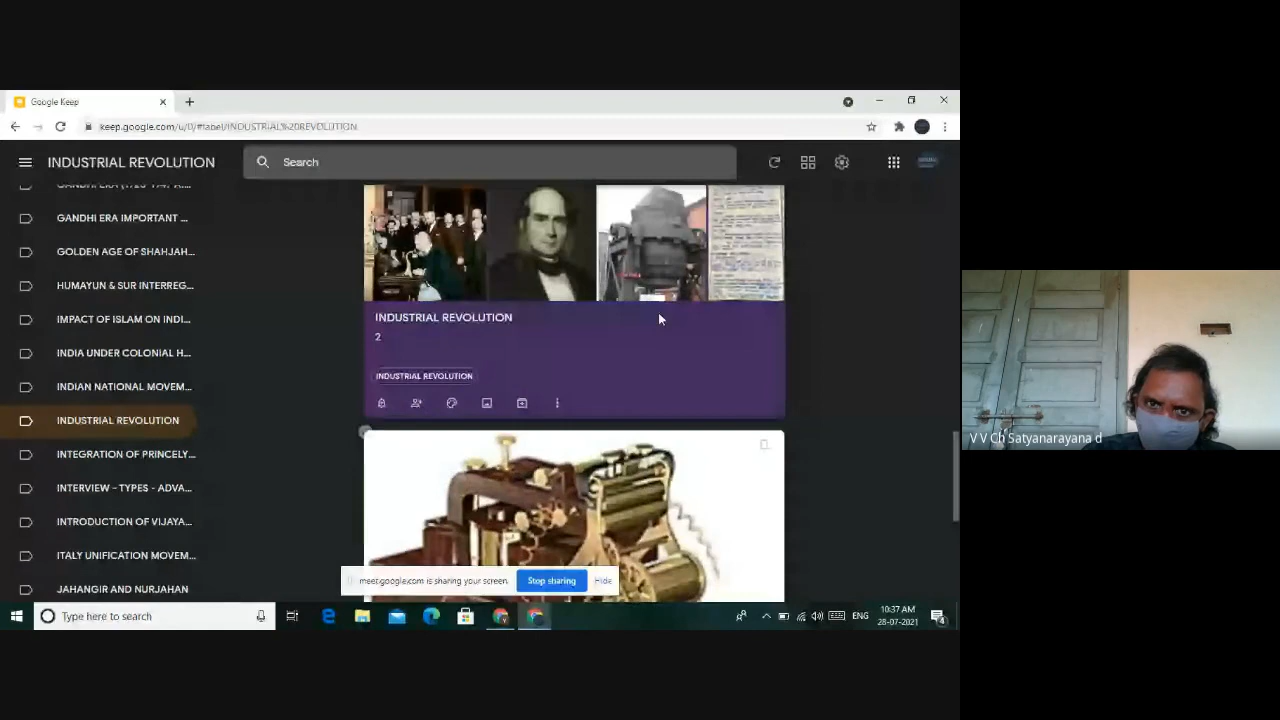 Google Keep
keep.google.com/u/0/#label/INDUSTRIAL%20REVOLUTION
INDUSTRIAL REVOLUTION
Search
GANDHI ERA IMPORTANT ...
GOLDEN AGE OF SHAHJAH...
HUMAYUN & SUR INTERREG...
IMPACT OF ISLAM ON INDI...
INDIA UNDER COLONIAL H...
INDIAN NATIONAL MOVEM...
INDUSTRIAL REVOLUTION
INTEGRATION OF PRINCELY...
INTERVIEW - TYPES - ADVA...
INTRODUCTION OF VIJAYA...
ITALY UNIFICATION MOVEM...
JAHANGIR AND NURJAHAN
INDUSTRIAL REVOLUTION
2
INDUSTRIAL REVOLUTION
meet.google.com is sharing your screen.
Stop sharing
Hide
Type here to search
ENG
10:37 AM
28-07-2021
4
V V Ch Satyanarayana d